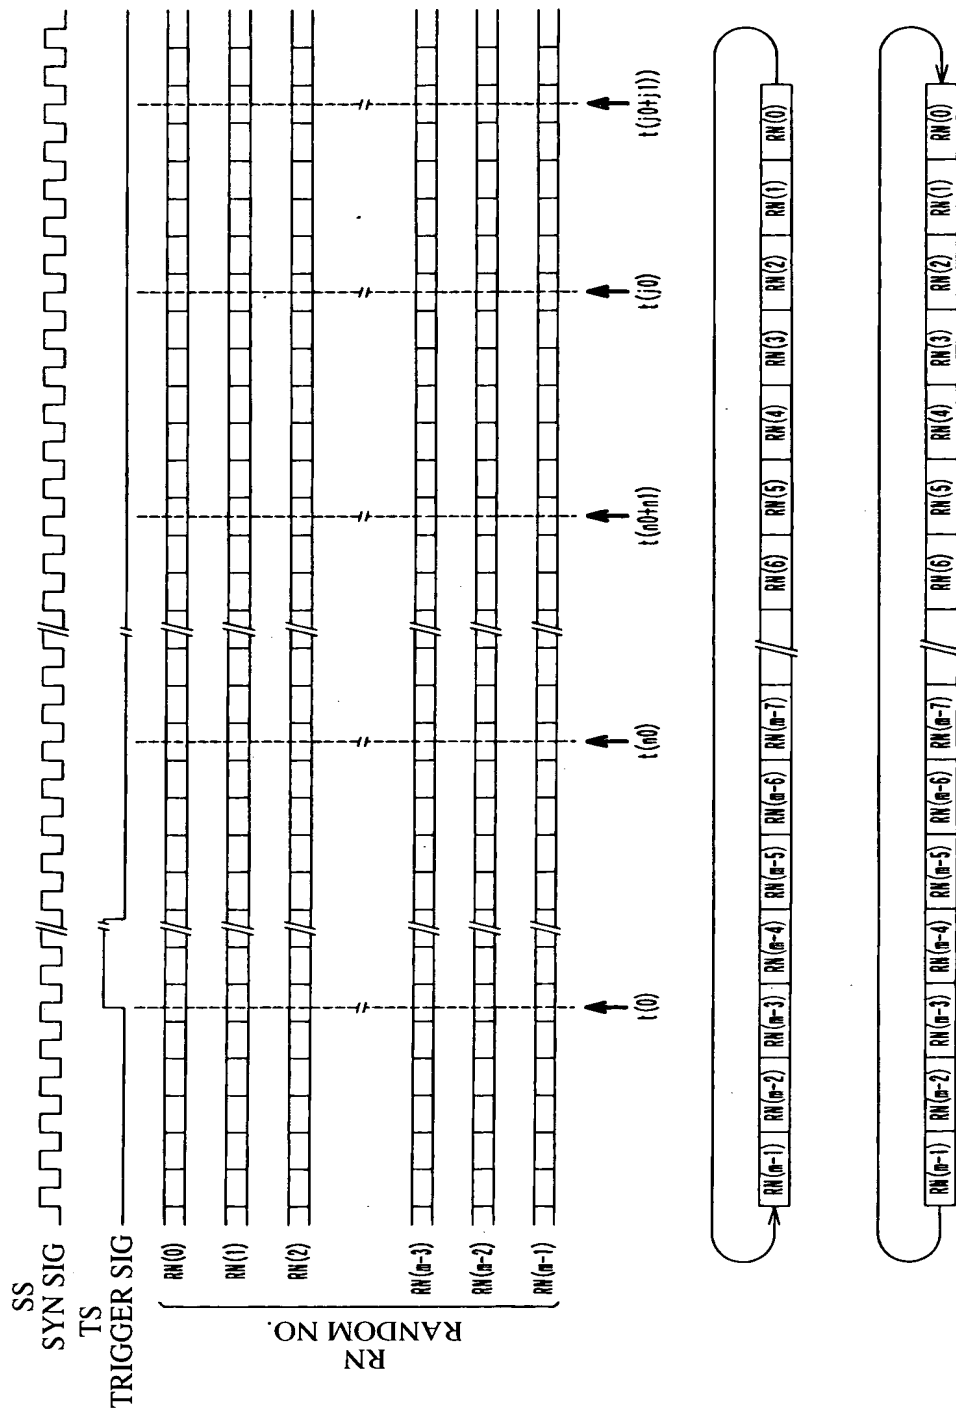 SS
SYN SIG
TS
TRIGGER SIG
RN(0)
RN(1)
RN(2)
RN(m-3)
RN(m-2)
RN(m-1)
RN
RANDOM NO.
t(0)
t(n0)
t(n0+n1)
t(j0)
t(j0+j1))
RN(m-1) RN(m-2) RN(m-3) RN(m-4) RN(m-5) RN(m-6) RN(m-7) RN(6) RN(5) RN(4) RN(3) RN(2) RN(1) RN(0)
RN(m-1) RN(m-2) RN(m-3) RN(m-4) RN(m-5) RN(m-6) RN(m-7) RN(6) RN(5) RN(4) RN(3) RN(2) RN(1) RN(0)